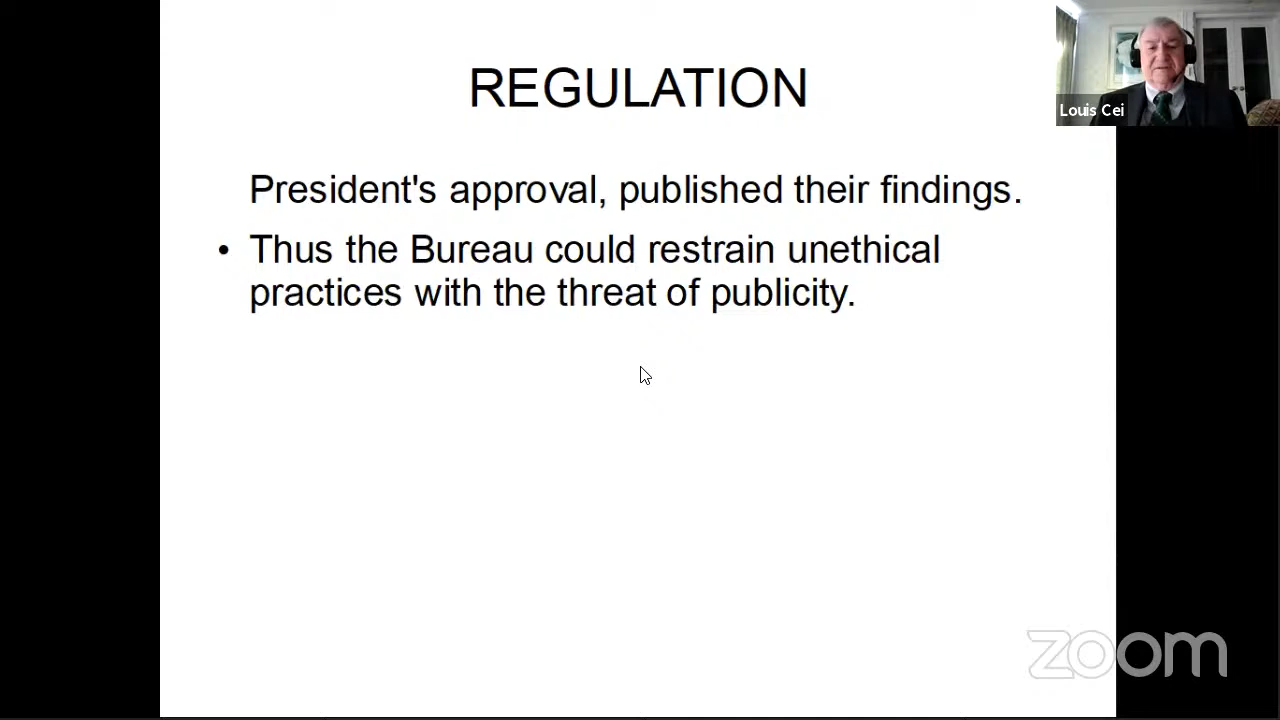 REGULATION
Louis Cei
President's approval, published their findings.
• Thus the Bureau could restrain unethical
practices with the threat of publicity.
zoom